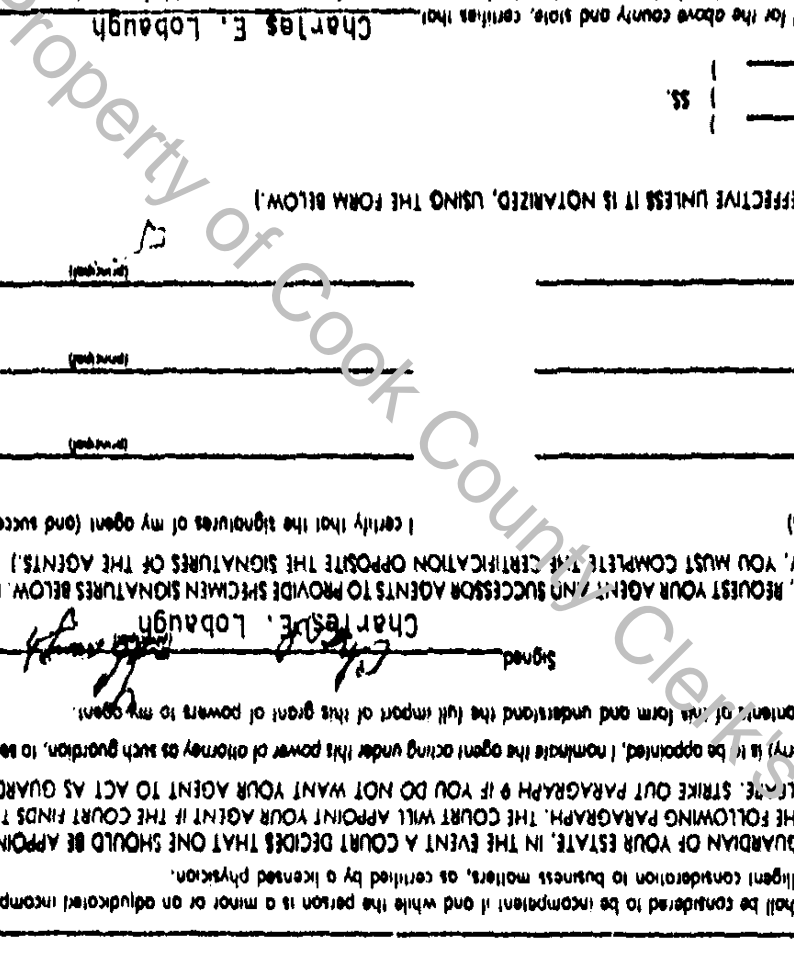 hall be considered to be incompetent if and while the person is a minor or an adjudicated incomp
lligent consideration to business matters, as certified by a licensed physician.
GUARDIAN OF YOUR ESTATE, IN THE EVENT A COURT DECIDES THAT ONE SHOULD BE APPOIN
HE FOLLOWING PARAGRAPH. THE COURT WILL APPOINT YOUR AGENT IF THE COURT FINDS T
STRIKE OUT PARAGRAPH 9 IF YOU DO NOT WANT YOUR AGENT TO ACT AS GUARD
my) is to be appointed, I nominate the agent acting under this power of attorney as such guardian, to se
ontents of this form and understand the full import of this grant of powers to my agent.
Signed
Charles E. Lobaugh
, REQUEST YOUR AGENT AND SUCCESSOR AGENTS TO PROVIDE SPECIMEN SIGNATURES BELOW.
, YOU MUST COMPLETE THE CERTIFICATION OPPOSITE THE SIGNATURES OF THE AGENTS.)
) I certify that the signatures of my agent (and succe
(principal)
(principal)
(principal)
EFFECTIVE UNLESS IT IS NOTARIZED, USING THE FORM BELOW.)
) SS.
for the above county and state, certifies that Charles E. Lobaugh
Property of Cook County Clerk's